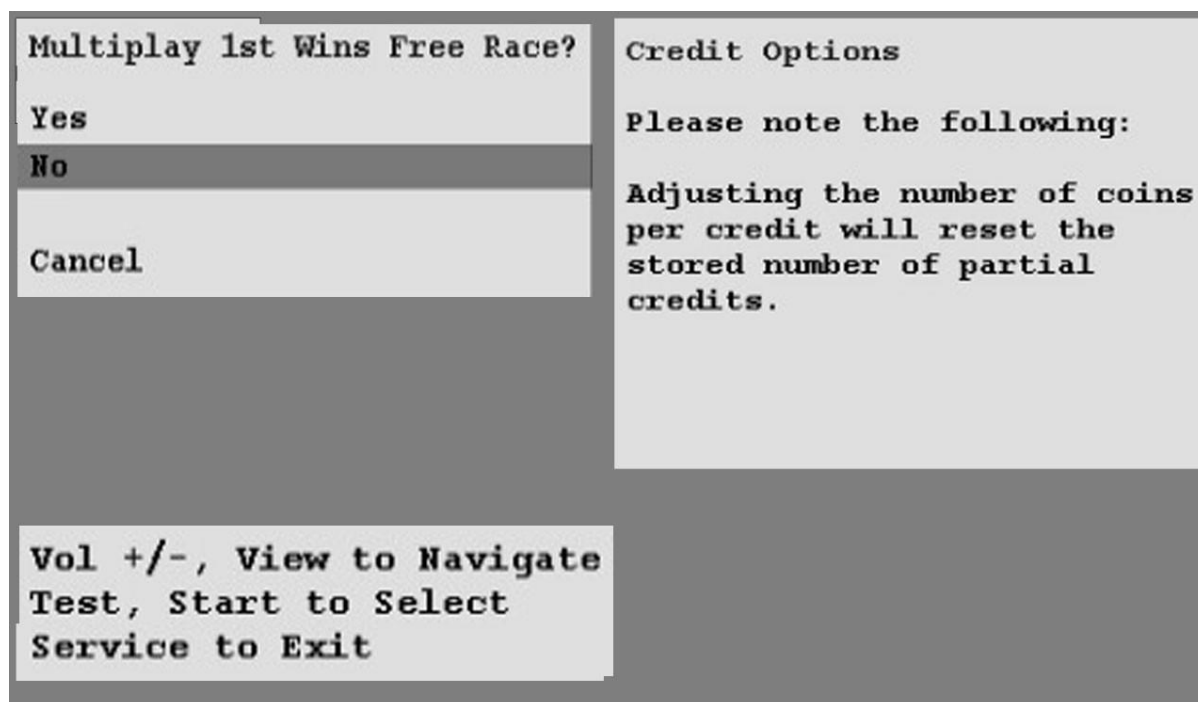 Multiplay 1st Wins Free Race?
Yes
No
Cancel
Credit Options
Please note the following:
Adjusting the number of coins
per credit will reset the
stored number of partial
credits.
Vol +/-, View to Navigate
Test, Start to Select
Service to Exit